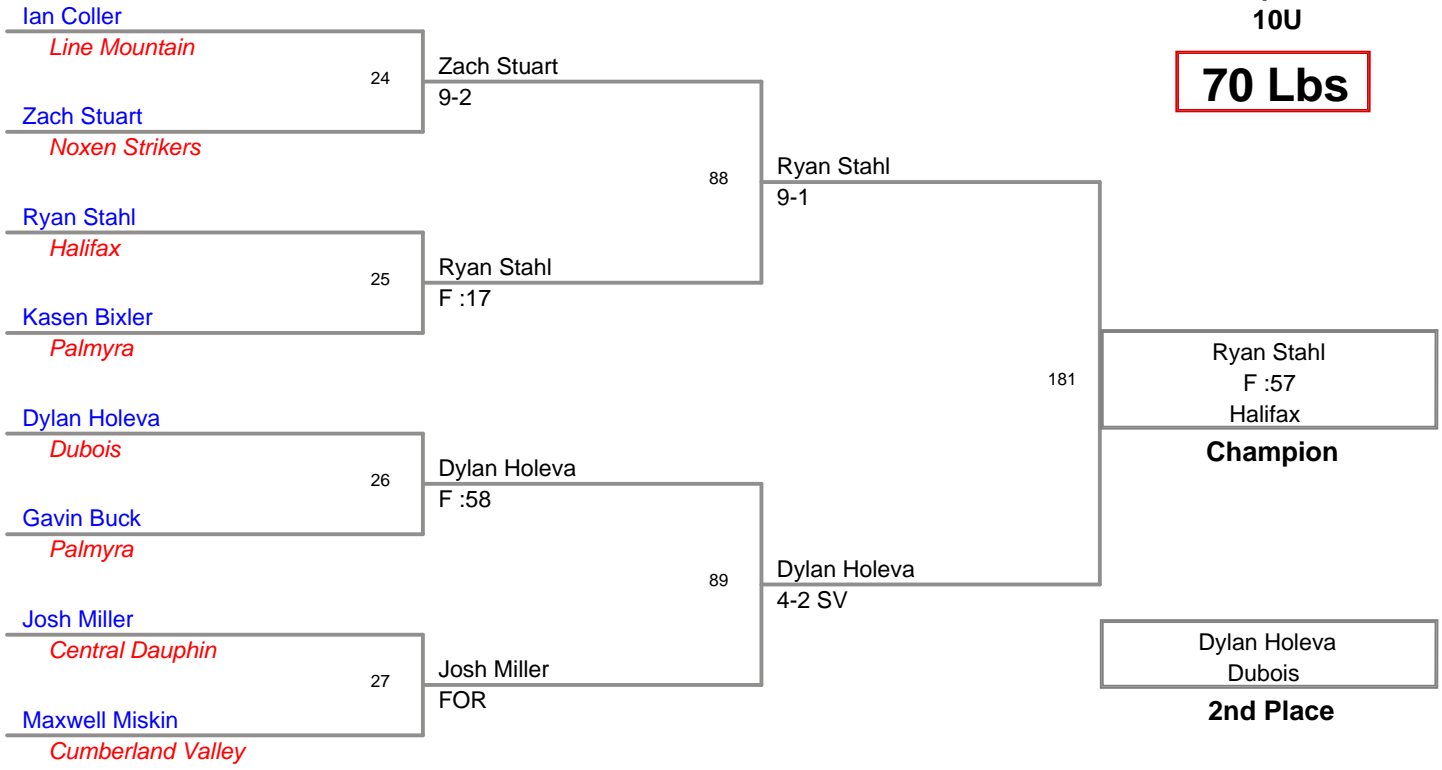 10U
70 Lbs
Ian Coller
Line Mountain
24
Zach Stuart
9-2
Zach Stuart
Noxen Strikers
88
Ryan Stahl
9-1
Ryan Stahl
Halifax
25
Ryan Stahl
F :17
Kasen Bixler
Palmyra
181
Ryan Stahl
F :57
Halifax
Champion
Dylan Holeva
Dubois
26
Dylan Holeva
F :58
Gavin Buck
Palmyra
89
Dylan Holeva
4-2 SV
Josh Miller
Central Dauphin
27
Josh Miller
FOR
Maxwell Miskin
Cumberland Valley
Dylan Holeva
Dubois
2nd Place